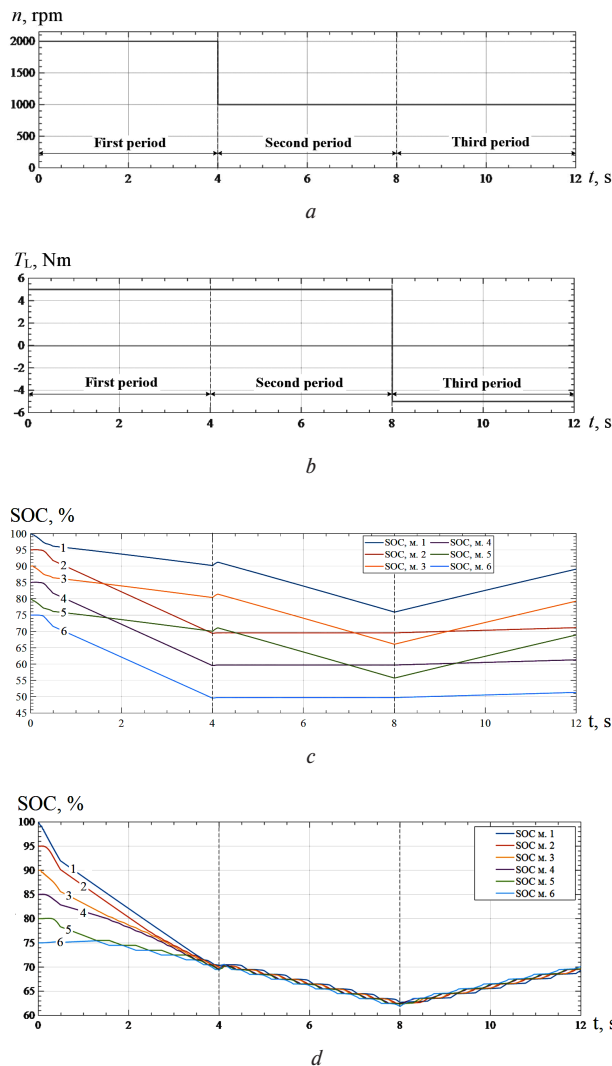 n, rpm
2000
1500
1000
500
0
First period
Second period
Third period
0 2 4 6 8 10 12 t, s
a
T_L, Nm
6
4
2
0
-2
-4
-6
First period
Second period
Third period
0 2 4 6 8 10 12 t, s
b
SOC, %
100
95
90
85
80
75
70
65
60
55
50
45
1
2
3
4
5
6
SOC, м. 1 SOC, м. 4
SOC, м. 2 SOC, м. 5
SOC, м. 3 SOC, м. 6
0 2 4 6 8 10 12 t, s
c
SOC, %
100
95
90
85
80
75
70
65
60
1
2
3
4
5
6
SOC м. 1
SOC м. 2
SOC м. 3
SOC м. 4
SOC м. 5
SOC м. 6
0 2 4 6 8 10 12 t, s
d